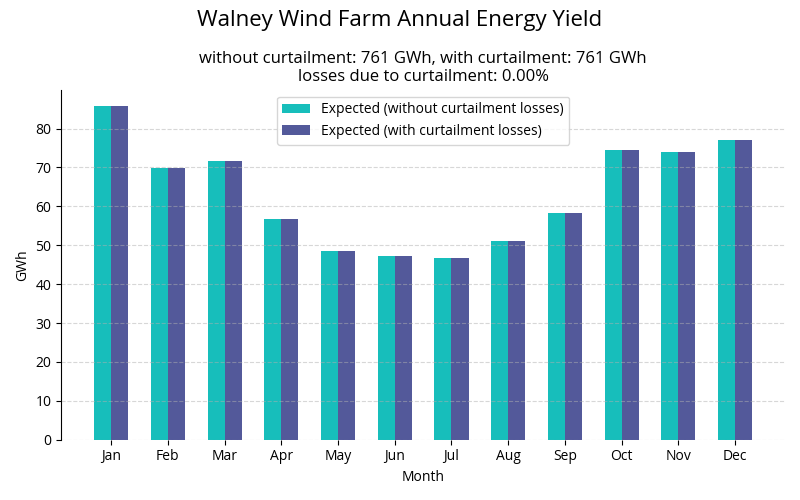 Walney Wind Farm Annual Energy Yield
without curtailment: 761 GWh, with curtailment: 761 GWh
losses due to curtailment: 0.00%
Expected (without curtailment losses)
Expected (with curtailment losses)
80
70
60
50
40
30
20
10
0
GWh
Jan Feb Mar Apr May Jun Jul Aug Sep Oct Nov Dec
Month